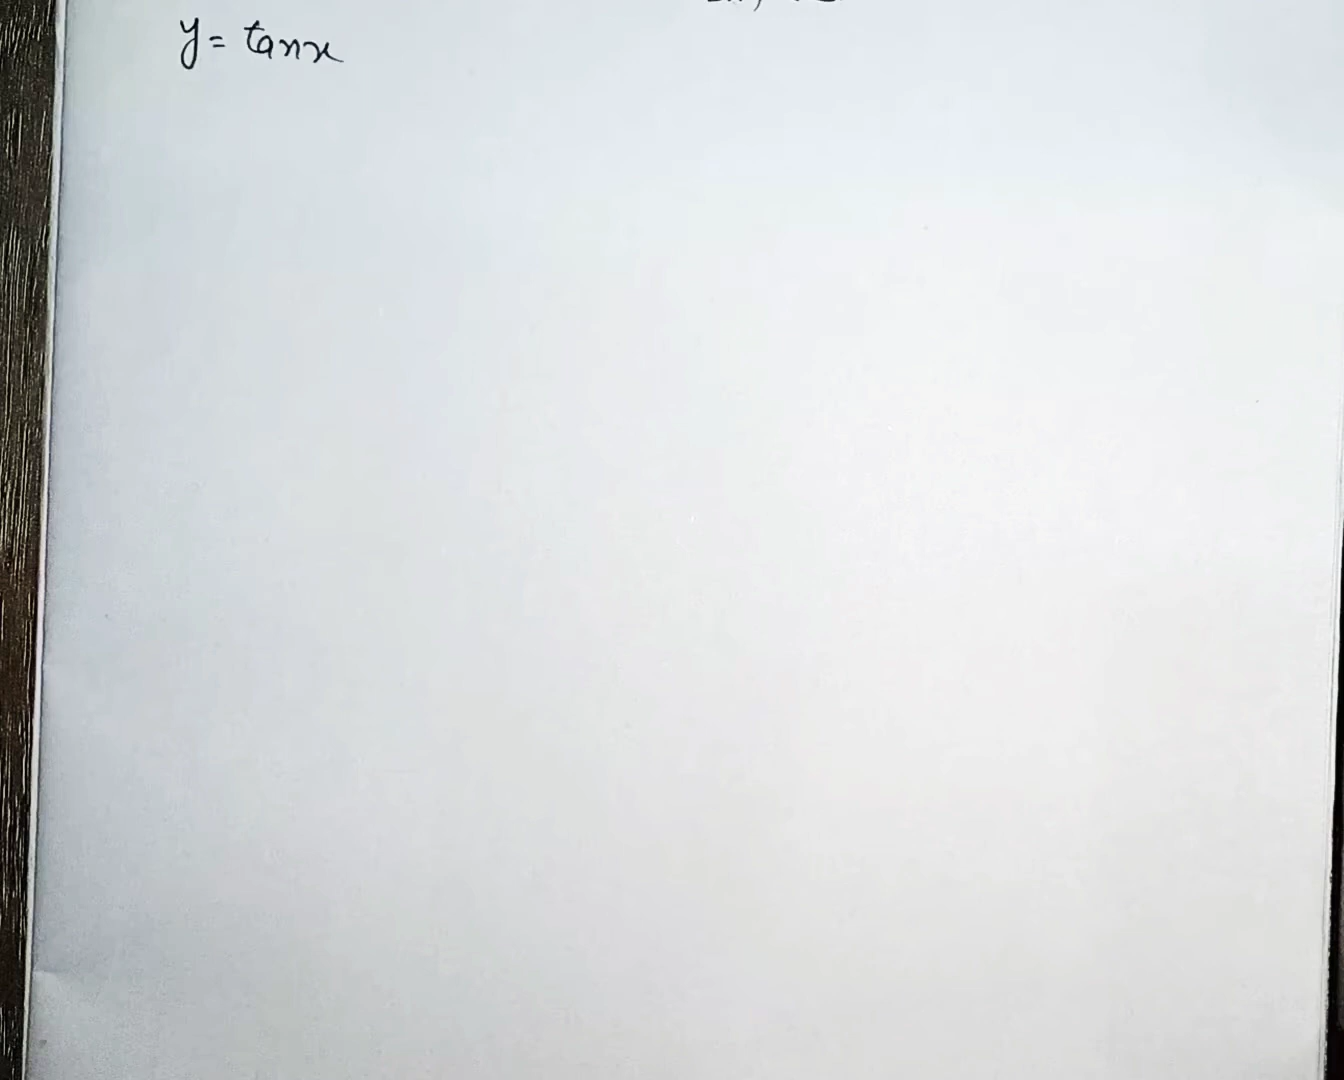 y = tanx